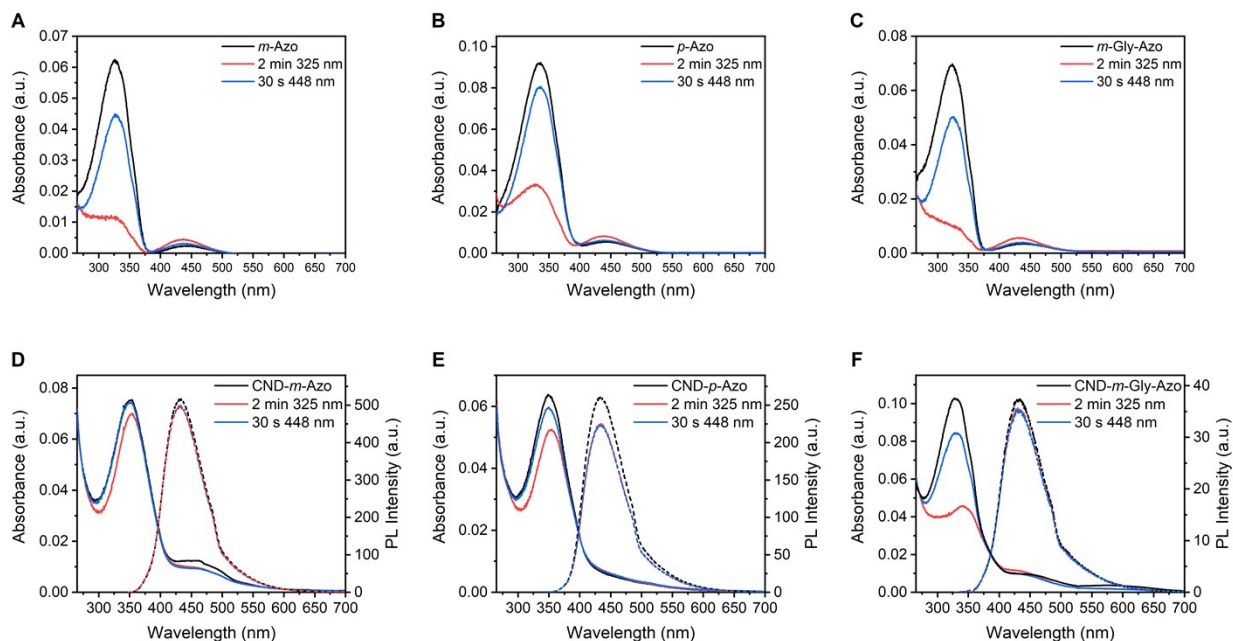 A
m-Azo
2 min 325 nm
30 s 448 nm
Absorbance (a.u.)
0.07
0.06
0.05
0.04
0.03
0.02
0.01
0.00
300 350 400 450 500 550 600 650 700
Wavelength (nm)
B
p-Azo
2 min 325 nm
30 s 448 nm
Absorbance (a.u.)
0.10
0.08
0.06
0.04
0.02
0.00
300 350 400 450 500 550 600 650 700
Wavelength (nm)
C
m-Gly-Azo
2 min 325 nm
30 s 448 nm
Absorbance (a.u.)
0.08
0.06
0.04
0.02
0.00
300 350 400 450 500 550 600 650 700
Wavelength (nm)
D
CND-m-Azo
2 min 325 nm
30 s 448 nm
Absorbance (a.u.)
0.08
0.06
0.04
0.02
0.00
PL Intensity (a.u.)
500
400
300
200
100
0
300 350 400 450 500 550 600 650 700
Wavelength (nm)
E
CND-p-Azo
2 min 325 nm
30 s 448 nm
Absorbance (a.u.)
0.06
0.04
0.02
0.00
PL Intensity (a.u.)
250
200
150
100
50
0
300 350 400 450 500 550 600 650 700
Wavelength (nm)
F
CND-m-Gly-Azo
2 min 325 nm
30 s 448 nm
Absorbance (a.u.)
0.10
0.08
0.06
0.04
0.02
0.00
PL Intensity (a.u.)
40
30
20
10
0
300 350 400 450 500 550 600 650 700
Wavelength (nm)